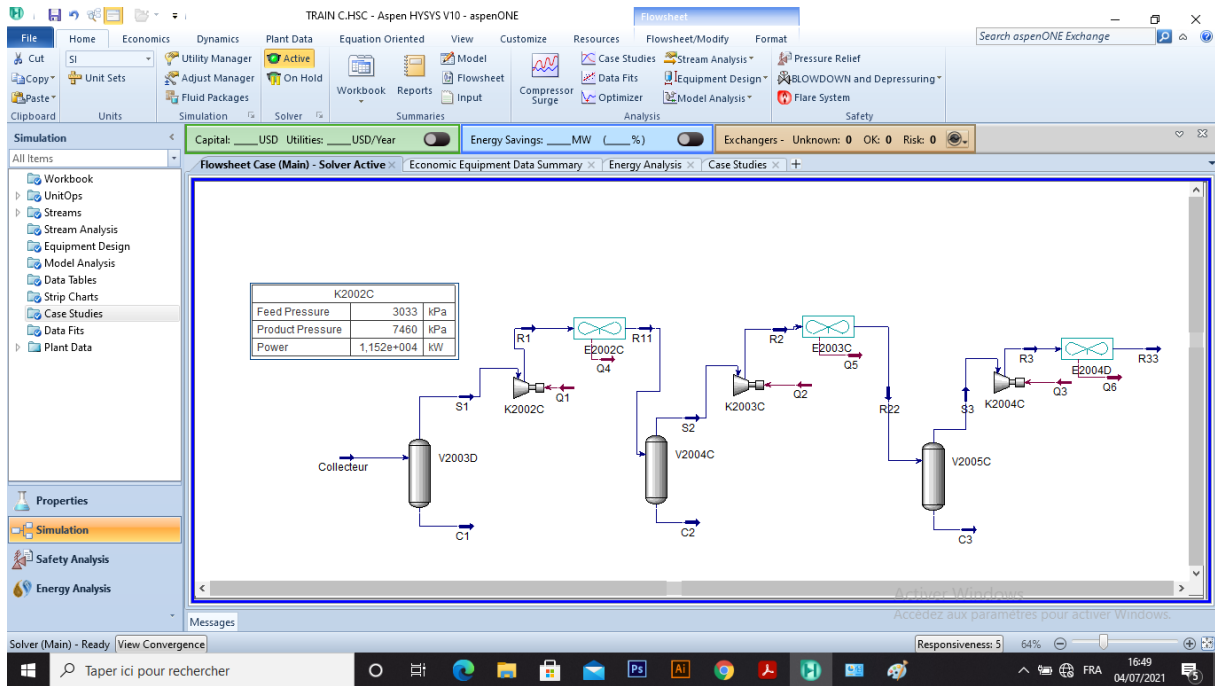 TRAIN C.HSC - Aspen HYSYS V10 - aspenONE
Flowsheet
File Home Economics Dynamics Plant Data Equation Oriented View Customize Resources Flowsheet/Modify Format
Search aspenONE Exchange
Cut SI Utility Manager Active Model Case Studies Stream Analysis Pressure Relief
Copy Unit Sets Adjust Manager On Hold Workbook Reports Flowsheet Compressor Surge Data Fits Equipment Design BLOWDOWN and Depressuring
Paste Fluid Packages Input Optimizer Model Analysis Flare System
Clipboard Units Simulation Solver Summaries Analysis Safety
Simulation
Capital: ____USD Utilities: ____USD/Year
Energy Savings: ____MW (____%)
Exchangers - Unknown: 0 OK: 0 Risk: 0
All Items
Flowsheet Case (Main) - Solver Active Economic Equipment Data Summary Energy Analysis Case Studies +
Workbook
UnitOps
Streams
Stream Analysis
Equipment Design
Model Analysis
Data Tables
Strip Charts
Case Studies
Data Fits
Plant Data
Properties
Simulation
Safety Analysis
Energy Analysis
K2002C
Feed Pressure 3033 kPa
Product Pressure 7460 kPa
Power 1,152e+004 kW
Collecteur
V2003D
C1
S1
K2002C
Q1
R1
E2002C
Q4
R11
V2004C
C2
S2
K2003C
Q2
R2
E2003C
Q5
R22
V2005C
C3
S3
K2004C
Q3
R3
E2004D
Q6
R33
Activer Windows
Accédez aux paramètres pour activer Windows.
Messages
Solver (Main) - Ready View Convergence
Responsiveness: 5 64%
Taper ici pour rechercher
Ps
Ai
FRA
16:49
04/07/2021
5